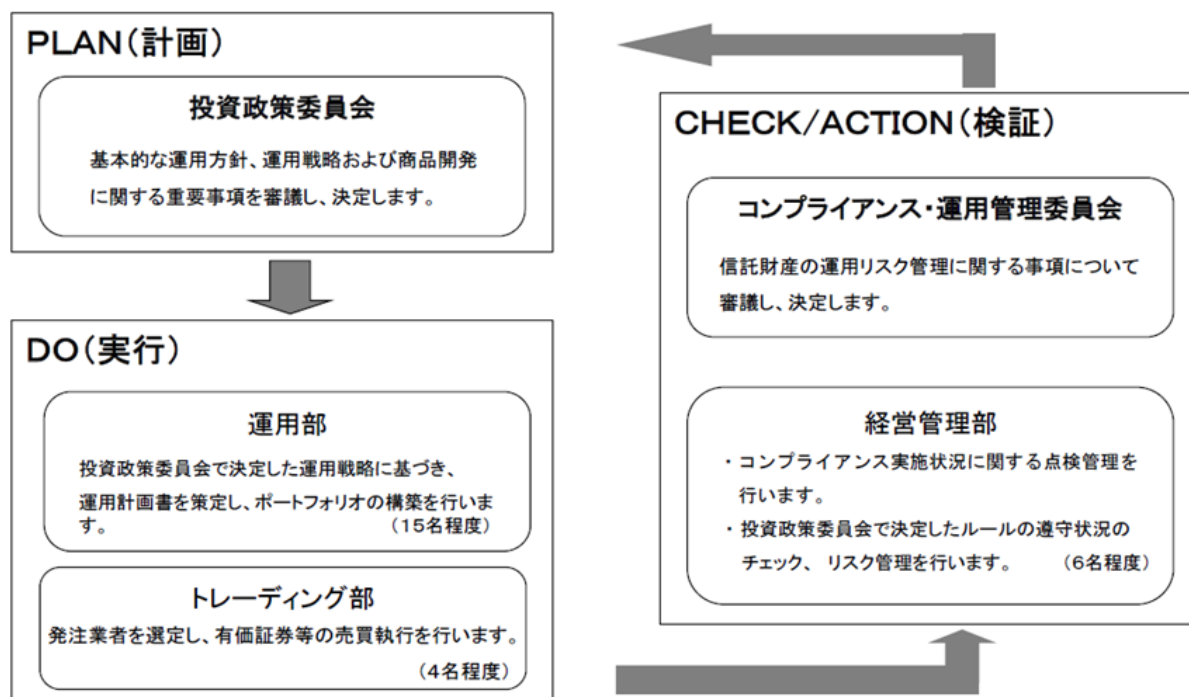 PLAN(計画)
投資政策委員会
基本的な運用方針、運用戦略および商品開発
に関する重要事項を審議し、決定します。
DO(実行)
運用部
投資政策委員会で決定した運用戦略に基づき、
運用計画書を策定し、ポートフォリオの構築を行いま
す。 (15名程度)
トレーディング部
発注業者を選定し、有価証券等の売買執行を行います。
(4名程度)
CHECK/ACTION(検証)
コンプライアンス・運用管理委員会
信託財産の運用リスク管理に関する事項について
審議し、決定します。
経営管理部
・コンプライアンス実施状況に関する点検管理を
行います。
・投資政策委員会で決定したルールの遵守状況の
チェック、 リスク管理を行います。 (6名程度)